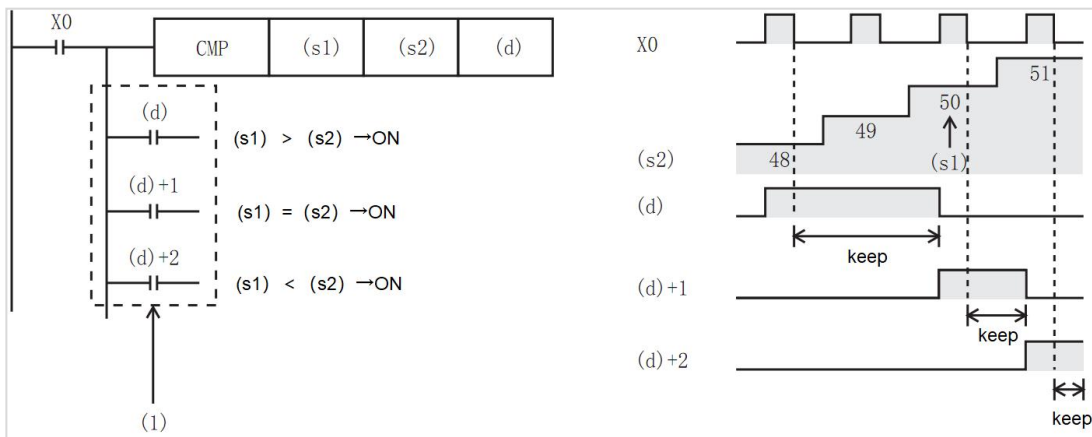 X0
CMP (s1) (s2) (d)
(d)
(s1) > (s2) →ON
(d)+1
(s1) = (s2) →ON
(d)+2
(s1) < (s2) →ON
(1)
X0
51
50
49
(s2)
48
(s1)
(d)
keep
(d)+1
keep
(d)+2
keep